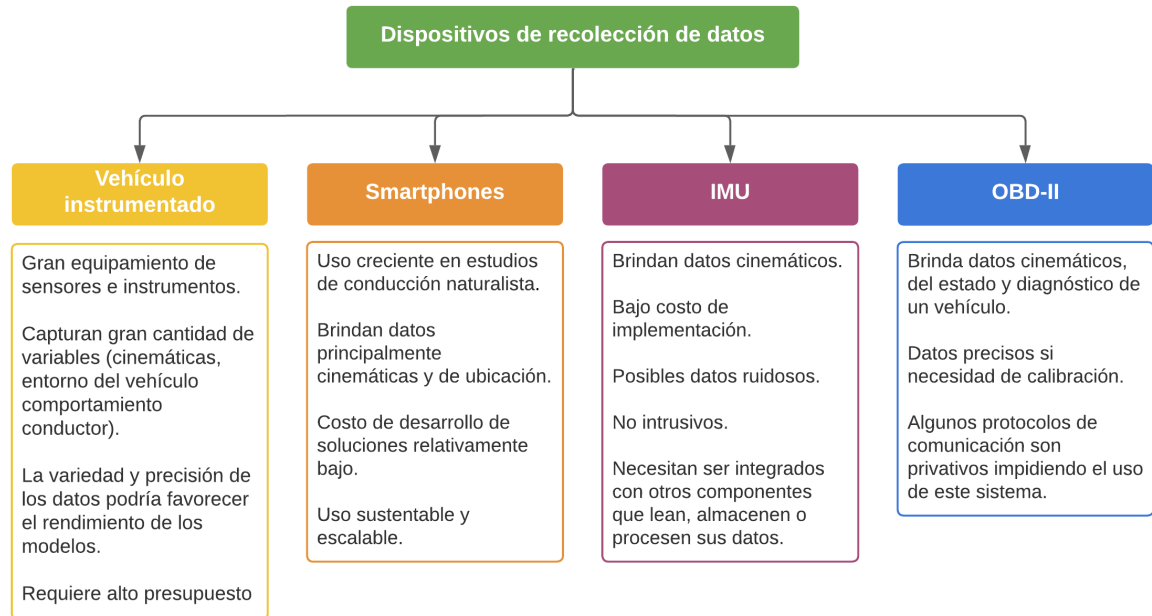 Dispositivos de recolección de datos
Vehículo
instrumentado
Gran equipamiento de
sensores e instrumentos.
Capturan gran cantidad de
variables (cinemáticas,
entorno del vehículo
comportamiento
conductor).
La variedad y precisión de
los datos podría favorecer
el rendimiento de los
modelos.
Requiere alto presupuesto
Smartphones
Uso creciente en estudios
de conducción naturalista.
Brindan datos
principalmente
cinemáticas y de ubicación.
Costo de desarrollo de
soluciones relativamente
bajo.
Uso sustentable y
escalable.
IMU
Brindan datos cinemáticos.
Bajo costo de
implementación.
Posibles datos ruidosos.
No intrusivos.
Necesitan ser integrados
con otros componentes
que lean, almacenen o
procesen sus datos.
OBD-II
Brinda datos cinemáticos,
del estado y diagnóstico de
un vehículo.
Datos precisos si
necesidad de calibración.
Algunos protocolos de
comunicación son
privativos impidiendo el uso
de este sistema.